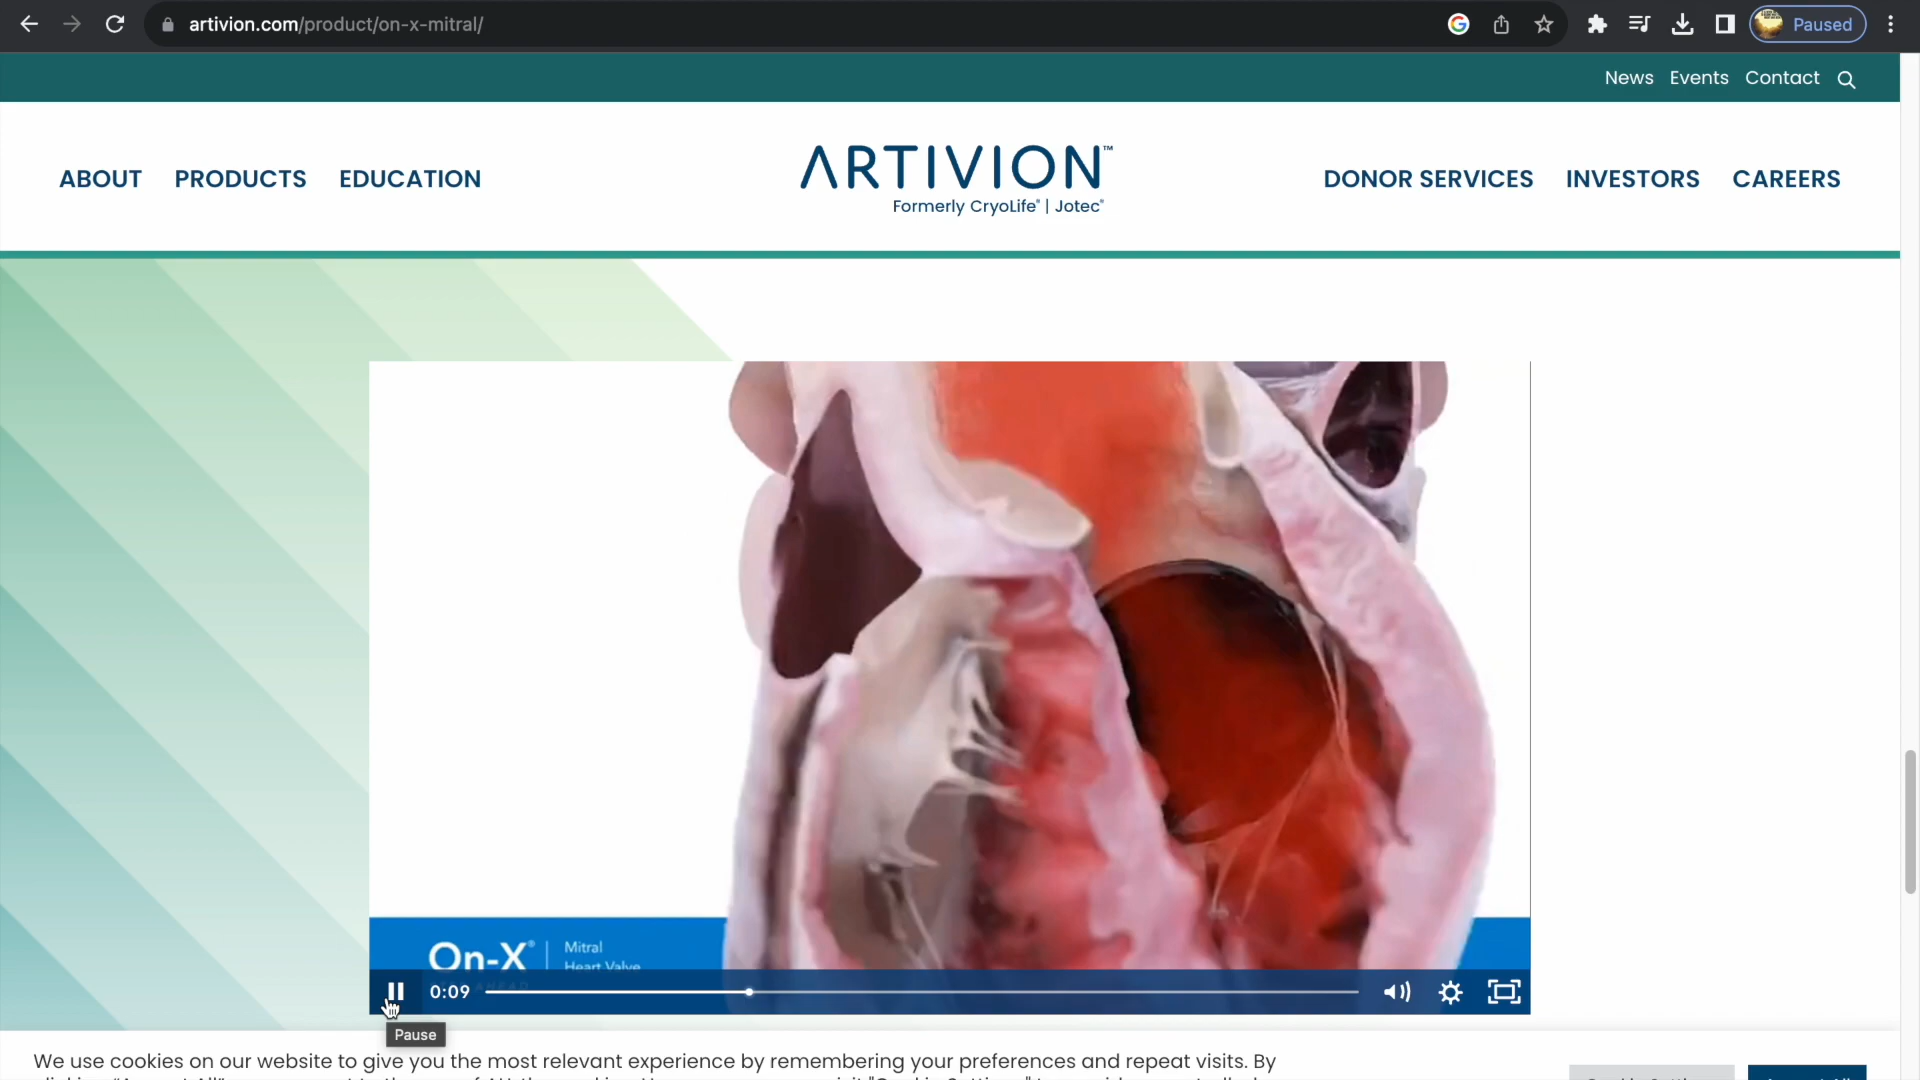 artivion.com/product/on-x-mitral/
Paused
News Events Contact
ABOUT PRODUCTS EDUCATION
ARTIVION™
Formerly CryoLife® | Jotec®
DONOR SERVICES INVESTORS CAREERS
On-X®
Mitral
Heart Valve
0:09
Pause
We use cookies on our website to give you the most relevant experience by remembering your preferences and repeat visits. By